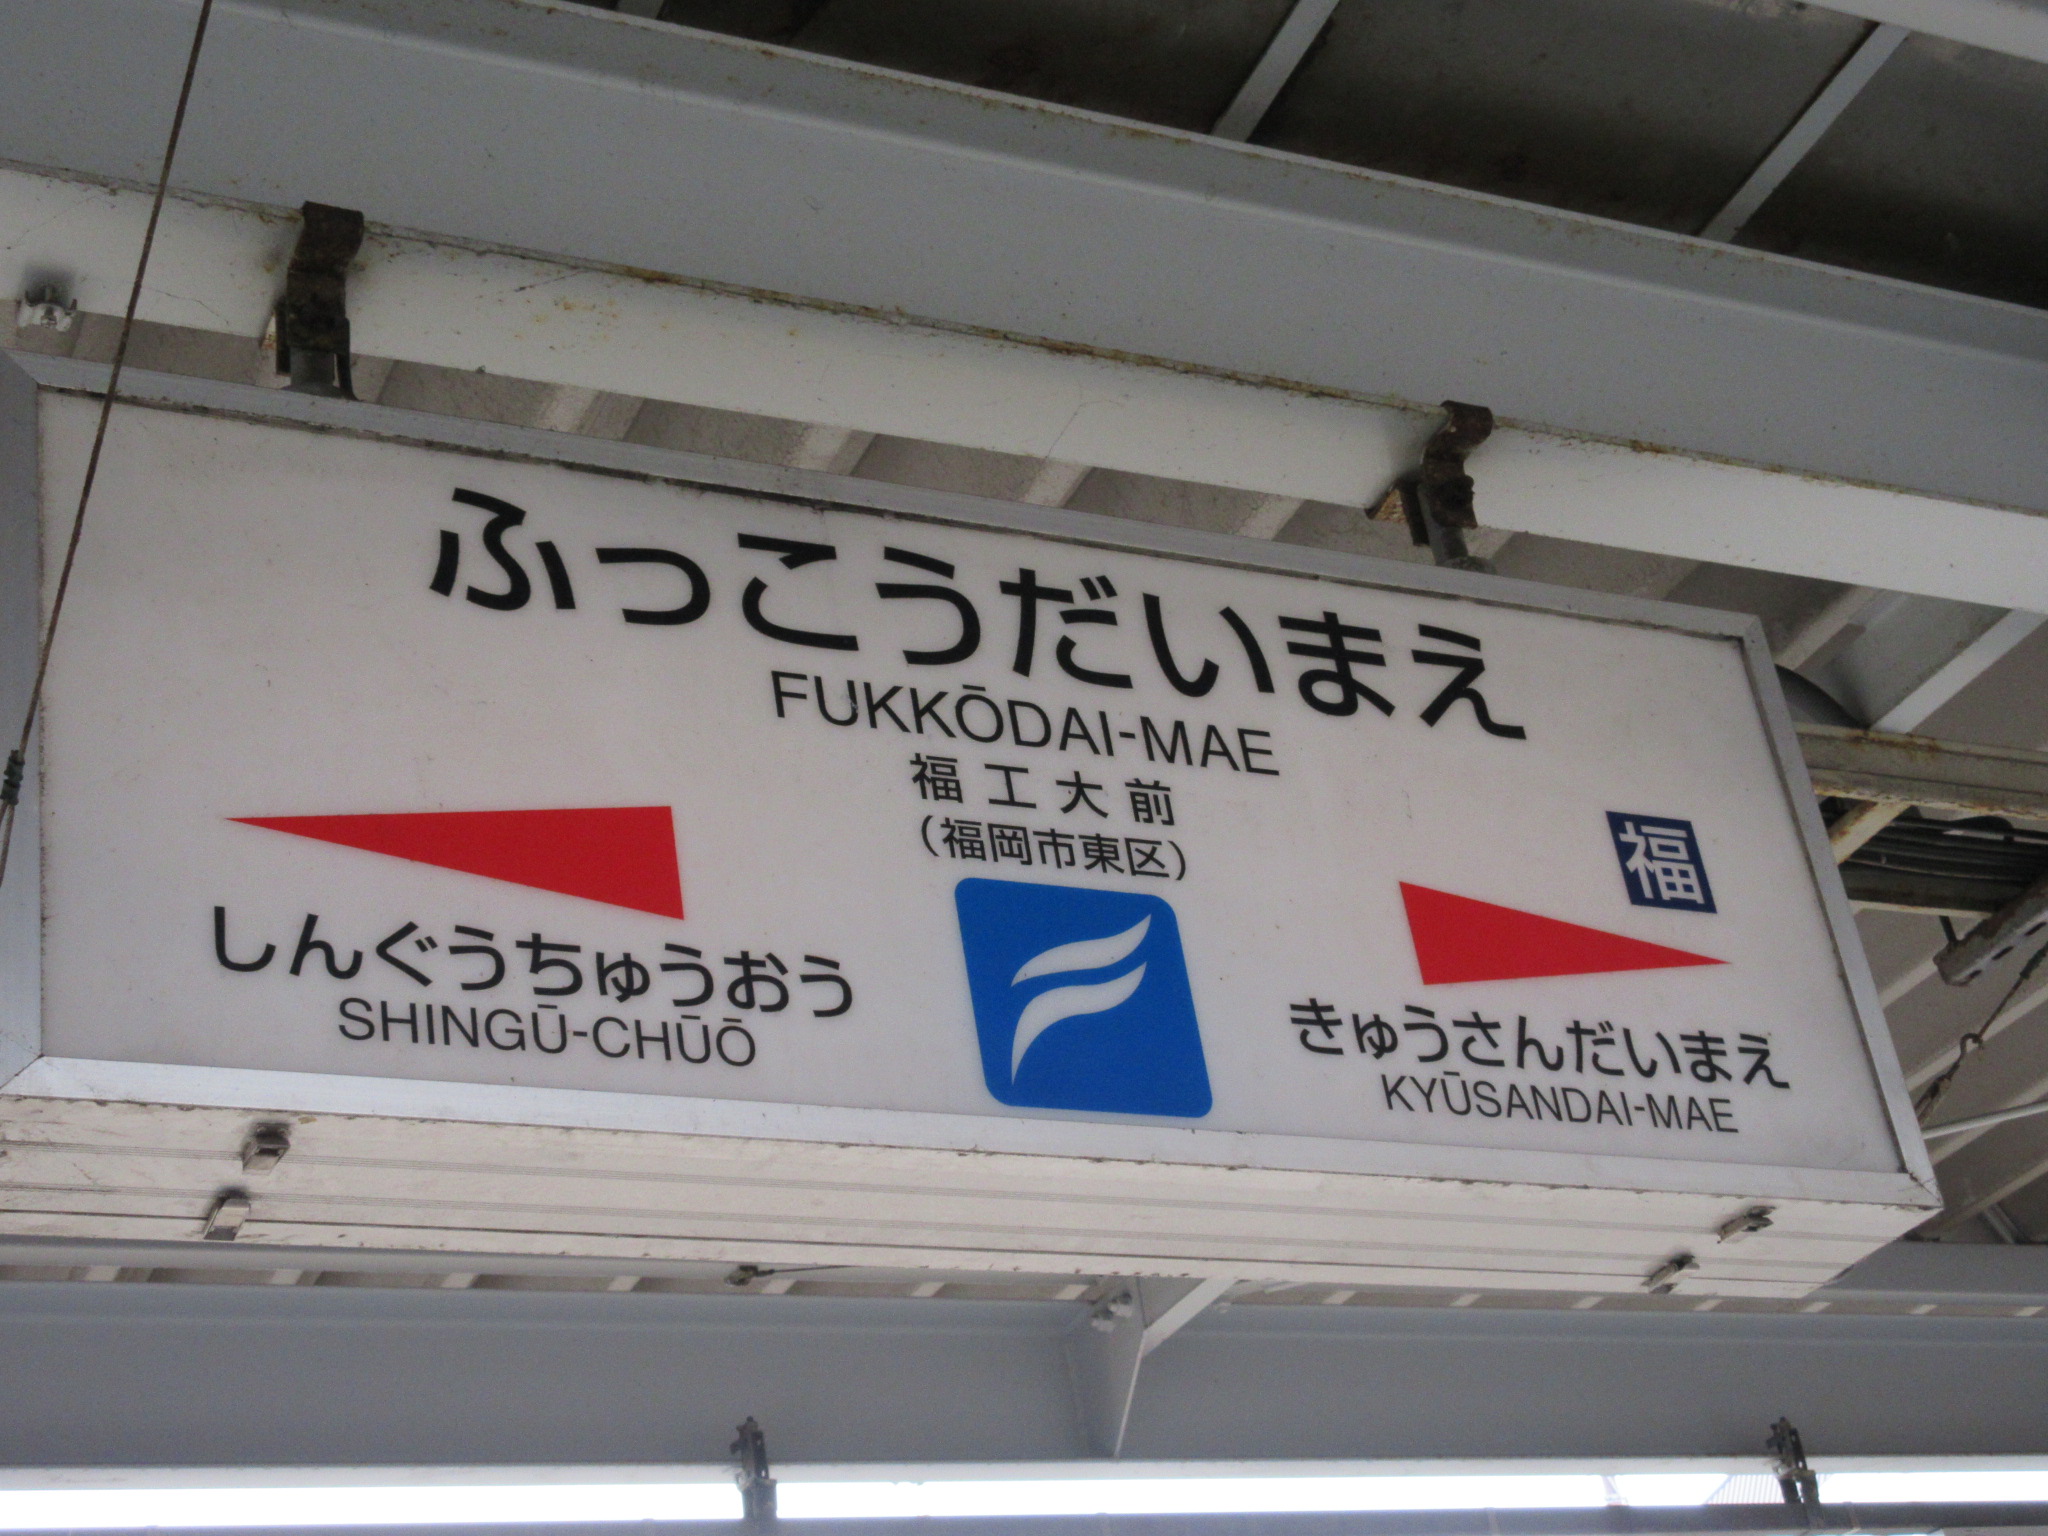 ふっこうだいまえ
FUKKŌDAI-MAE
福工大前
(福岡市東区)
福
しんぐうちゅうおう
SHINGŪ-CHŪŌ
きゅうさんだいまえ
KYŪSANDAI-MAE